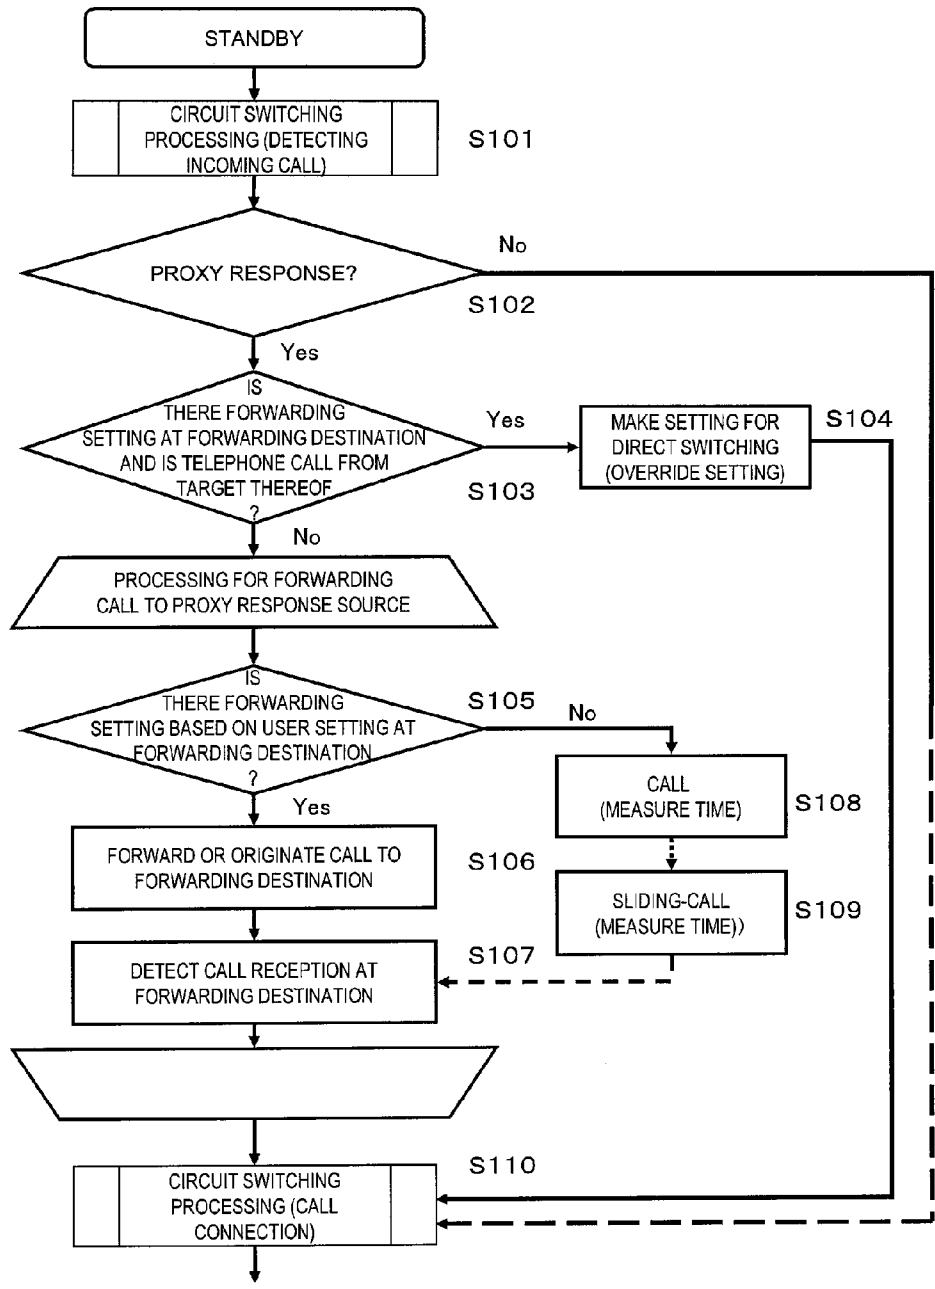 STANDBY
CIRCUIT SWITCHING
PROCESSING (DETECTING
INCOMING CALL)
S101
PROXY RESPONSE?
No
S102
Yes
IS
THERE FORWARDING
SETTING AT FORWARDING DESTINATION
AND IS TELEPHONE CALL FROM
TARGET THEREOF
?
Yes
S103
MAKE SETTING FOR
DIRECT SWITCHING
(OVERRIDE SETTING)
S104
No
PROCESSING FOR FORWARDING
CALL TO PROXY RESPONSE SOURCE
IS
THERE FORWARDING
SETTING BASED ON USER SETTING AT
FORWARDING DESTINATION
?
S105
No
Yes
CALL
(MEASURE TIME)
S108
FORWARD OR ORIGINATE CALL TO
FORWARDING DESTINATION
S106
SLIDING-CALL
(MEASURE TIME))
S109
DETECT CALL RECEPTION AT
FORWARDING DESTINATION
S107
CIRCUIT SWITCHING
PROCESSING (CALL
CONNECTION)
S110